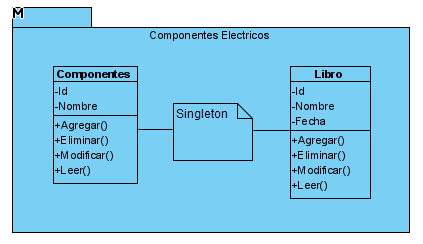 M
Componentes Electricos
Componentes
-Id
-Nombre
+Agregar()
+Eliminar()
+Modificar()
+Leer()
Singleton
Libro
-Id
-Nombre
-Fecha
+Agregar()
+Eliminar()
+Modificar()
+Leer()